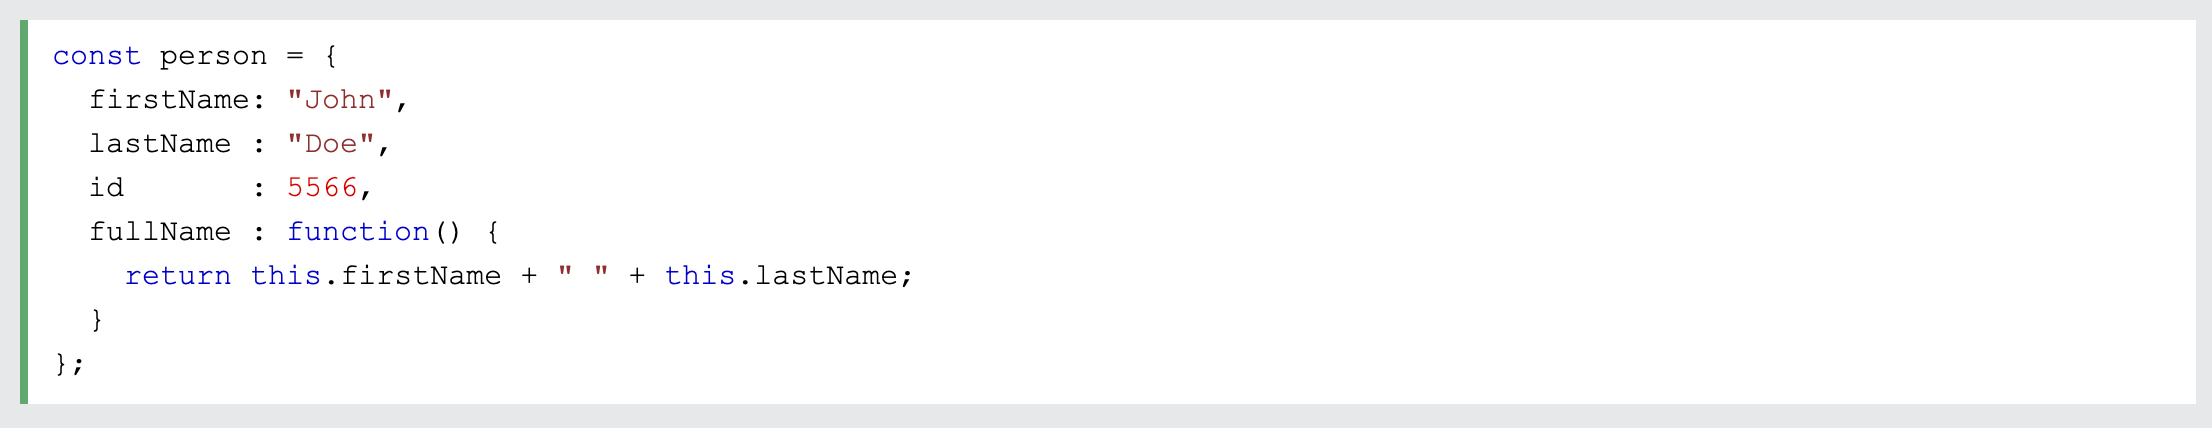 const person = {
  firstName: "John",
  lastName : "Doe",
  id       : 5566,
  fullName : function() {
    return this.firstName + " " + this.lastName;
  }
};